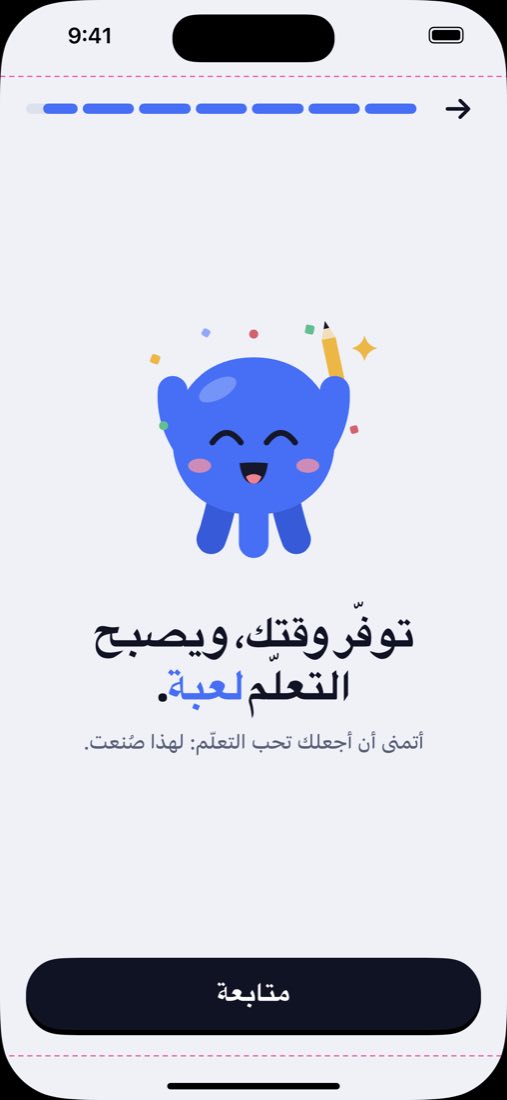 9:41
توفّر وقتك، ويصبح
التعلّم لعبة.
أتمنى أن أجعلك تحب التعلّم: لهذا صُنعت.
متابعة